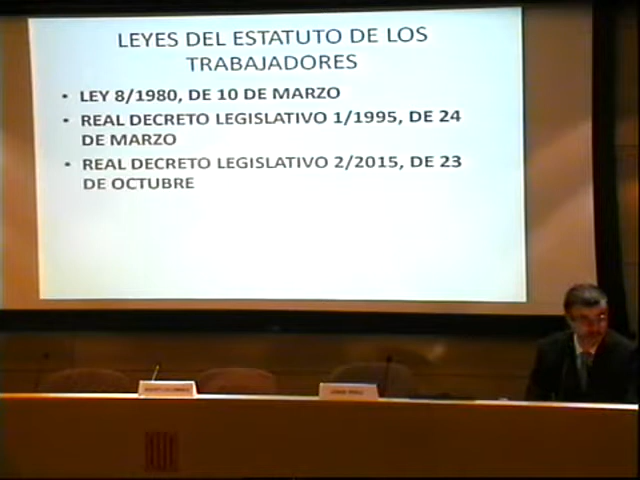 LEYES DEL ESTATUTO DE LOS
TRABAJADORES
• LEY 8/1980, DE 10 DE MARZO
• REAL DECRETO LEGISLATIVO 1/1995, DE 24
DE MARZO
• REAL DECRETO LEGISLATIVO 2/2015, DE 23
DE OCTUBRE